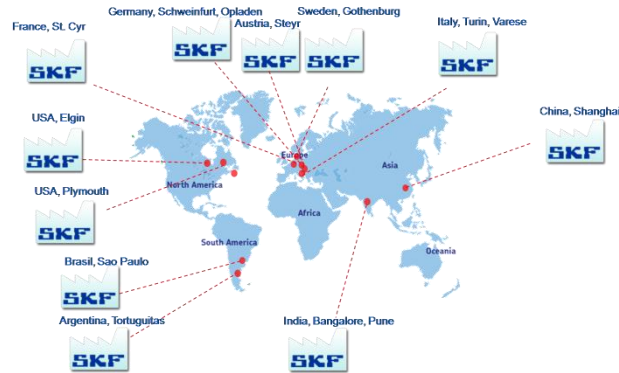 Germany, Schweinfurt, Opladen
Sweden, Gothenburg
France, St. Cyr
Austria, Steyr
Italy, Turin, Varese
SKF
SKF
SKF
SKF
SKF
China, Shanghai
USA, Elgin
SKF
SKF
Europe
Asia
North America
USA, Plymouth
SKF
Africa
South America
Oceania
Brasil, Sao Paulo
SKF
Argentina, Tortuguitas
India, Bangalore, Pune
SKF
SKF